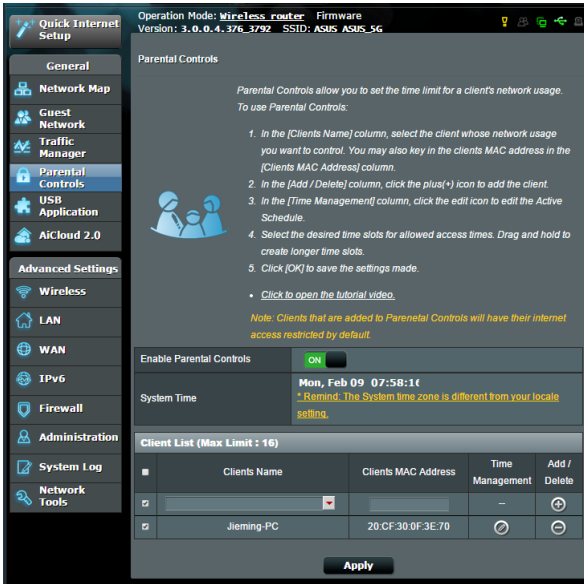 Quick Internet
Setup
Operation Mode: Wireless router Firmware
Version: 3.0.0.4.376_3792 SSID: ASUS ASUS_5G
General
Network Map
Guest
Network
Traffic
Manager
Parental
Controls
USB
Application
AiCloud 2.0
Advanced Settings
Wireless
LAN
WAN
IPv6
Firewall
Administration
System Log
Network
Tools
Parental Controls
Parental Controls allow you to set the time limit for a client's network usage.
To use Parental Controls:
1. In the [Clients Name] column, select the client whose network usage
you want to control. You may also key in the clients MAC address in the
[Clients MAC Address] column.
2. In the [Add / Delete] column, click the plus(+) icon to add the client.
3. In the [Time Management] column, click the edit icon to edit the Active
Schedule.
4. Select the desired time slots for allowed access times. Drag and hold to
create longer time slots.
5. Click [OK] to save the settings made.
• Click to open the tutorial video.
Note: Clients that are added to Parenetal Controls will have their internet
access restricted by default.
Enable Parental Controls
ON
System Time
Mon, Feb 09 07:58:16
* Remind: The System time zone is different from your locale
setting.
Client List (Max Limit : 16)
Clients Name
Clients MAC Address
Time
Management
Add /
Delete
--
Jieming-PC
20:CF:30:0F:3E:70
Apply